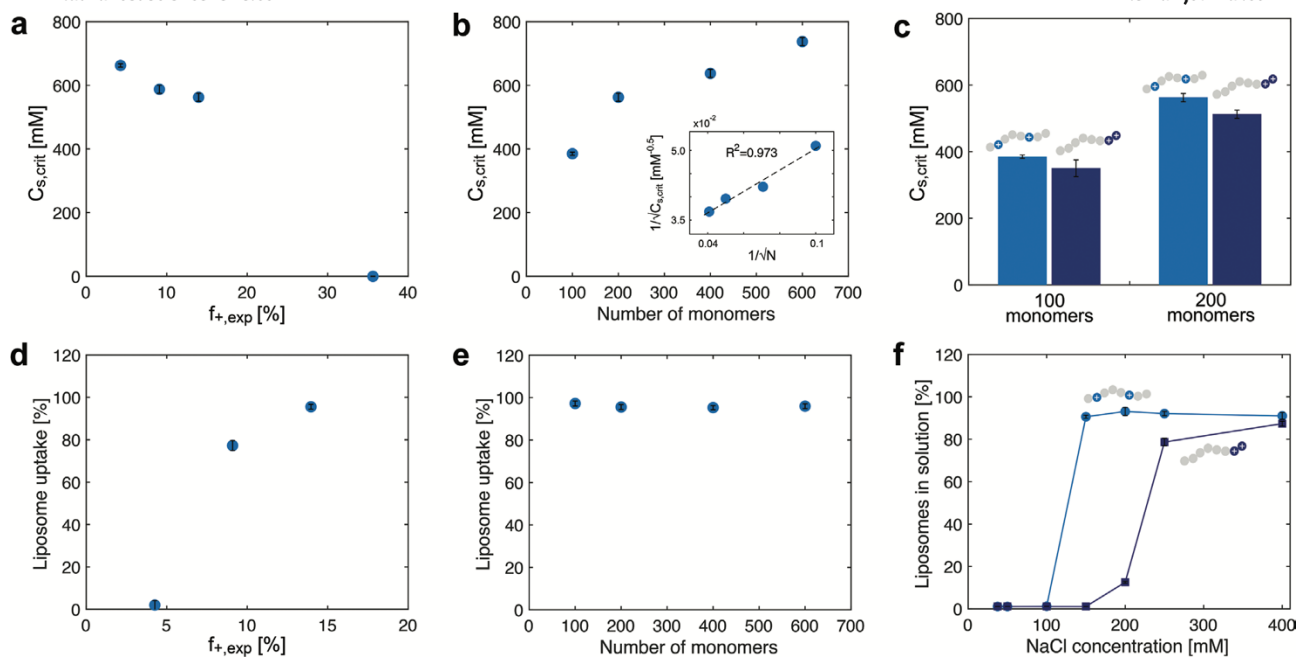 a
800
600
400
200
0
C_s,crit [mM]
0 10 20 30 40
f_+,exp [%]
b
800
600
400
200
0
C_s,crit [mM]
0 100 200 300 400 500 600 700
Number of monomers
x10^-2
R²=0.973
5.0
3.5
1/√C_s,crit [mM^-0.5]
0.04 0.1
1/√N
c
800
600
400
200
0
C_s,crit [mM]
+ + + +
+ + + +
100 200
monomers monomers
d
120
100
80
60
40
20
0
Liposome uptake [%]
0 5 10 15 20
f_+,exp [%]
e
120
100
80
60
40
20
0
Liposome uptake [%]
0 100 200 300 400 500 600 700
Number of monomers
f
120
100
80
60
40
20
0
Liposomes in solution [%]
+ +
+ +
0 100 200 300 400
NaCl concentration [mM]